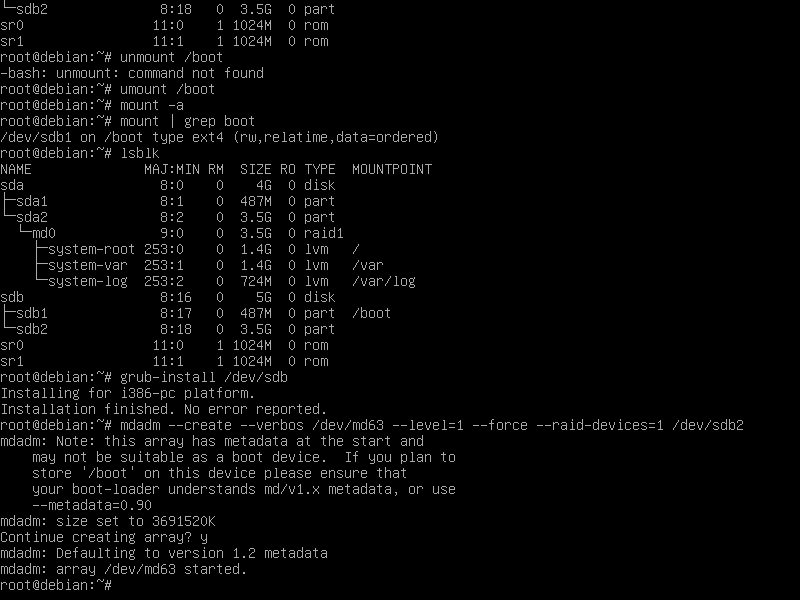 └─sdb2              8:18   0  3.5G  0 part
sr0                11:0    1 1024M  0 rom
sr1                11:1    1 1024M  0 rom
root@debian:~# unmount /boot
-bash: unmount: command not found
root@debian:~# umount /boot
root@debian:~# mount -a
root@debian:~# mount | grep boot
/dev/sdb1 on /boot type ext4 (rw,relatime,data=ordered)
root@debian:~# lsblk
NAME              MAJ:MIN RM  SIZE RO TYPE  MOUNTPOINT
sda                 8:0    0    4G  0 disk
├─sda1              8:1    0  487M  0 part
└─sda2              8:2    0  3.5G  0 part
  └─md0             9:0    0  3.5G  0 raid1
    ├─system-root 253:0    0  1.4G  0 lvm   /
    ├─system-var  253:1    0  1.4G  0 lvm   /var
    └─system-log  253:2    0  724M  0 lvm   /var/log
sdb                 8:16   0    5G  0 disk
├─sdb1              8:17   0  487M  0 part  /boot
└─sdb2              8:18   0  3.5G  0 part
sr0                11:0    1 1024M  0 rom
sr1                11:1    1 1024M  0 rom
root@debian:~# grub-install /dev/sdb
Installing for i386-pc platform.
Installation finished. No error reported.
root@debian:~# mdadm --create --verbos /dev/md63 --level=1 --force --raid-devices=1 /dev/sdb2
mdadm: Note: this array has metadata at the start and
    may not be suitable as a boot device.  If you plan to
    store '/boot' on this device please ensure that
    your boot-loader understands md/v1.x metadata, or use
    --metadata=0.90
mdadm: size set to 3691520K
Continue creating array? y
mdadm: Defaulting to version 1.2 metadata
mdadm: array /dev/md63 started.
root@debian:~#